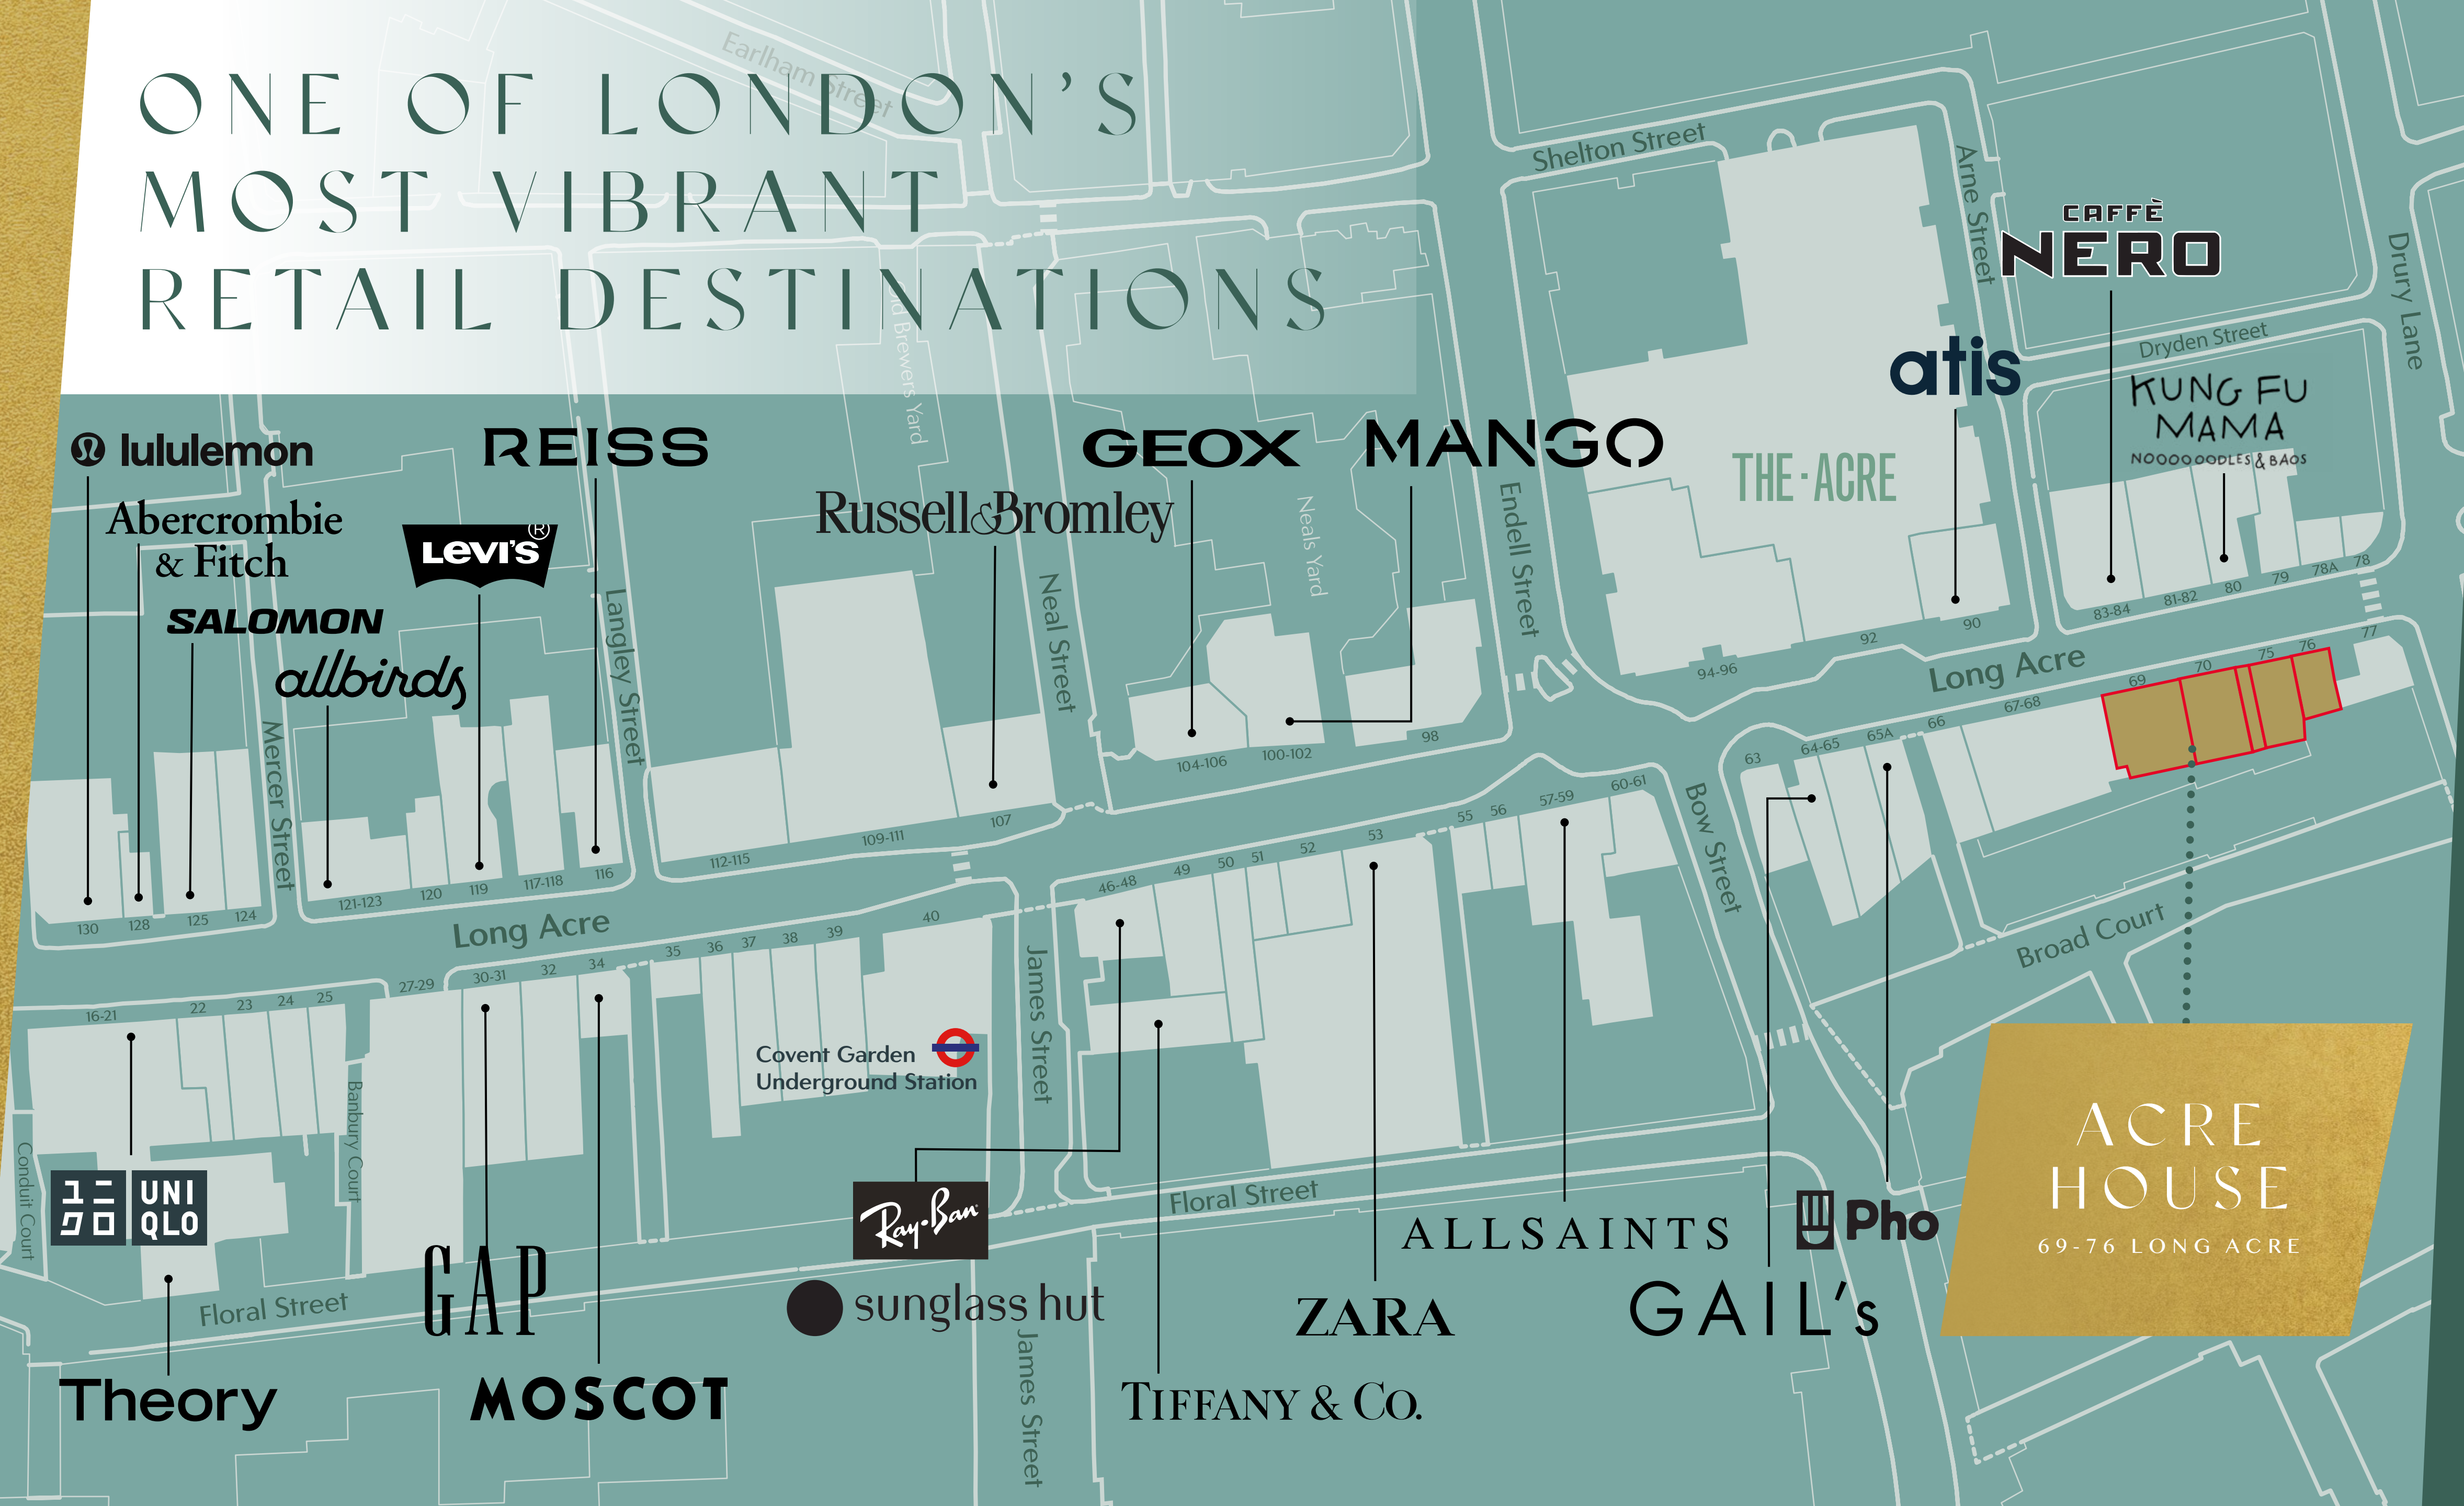 ONE OF LONDON'S
MOST VIBRANT
RETAIL DESTINATIONS
Earlham Street
Old Brewers Yard
Shelton Street
Arne Street
Drury Lane
CAFFÈ
NERO
Dryden Street
atis
KUNG FU
MAMA
NOOOOOODLES & BAOS
THE·ACRE
lululemon
Abercrombie
& Fitch
SALOMON
allbirds
LEVI'S®
REISS
Russell&Bromley
GEOX
MANGO
Neals Yard
Endell Street
Neal Street
Langley Street
Mercer Street
83-84
81-82
80
79
78A
78
77
90
92
94-96
Long Acre
98
100-102
104-106
107
109-111
112-115
116
117-118
119
120
121-123
124
125
128
130
Long Acre
16-21
22
23
24
25
27-29
30-31
32
34
35
36
37
38
39
40
46-48
49
50
51
52
53
55
56
57-59
60-61
63
64-65
65A
66
67-68
69
70
75
76
Bow Street
Broad Court
James Street
Covent Garden
Underground Station
Banbury Court
Conduit Court
Floral Street
Floral Street
James Street
ユニ
クロ
UNI
QLO
Theory
GAP
MOSCOT
Ray-Ban
sunglass hut
TIFFANY & CO.
ZARA
ALLSAINTS
GAIL's
Pho
ACRE
HOUSE
69-76 LONG ACRE